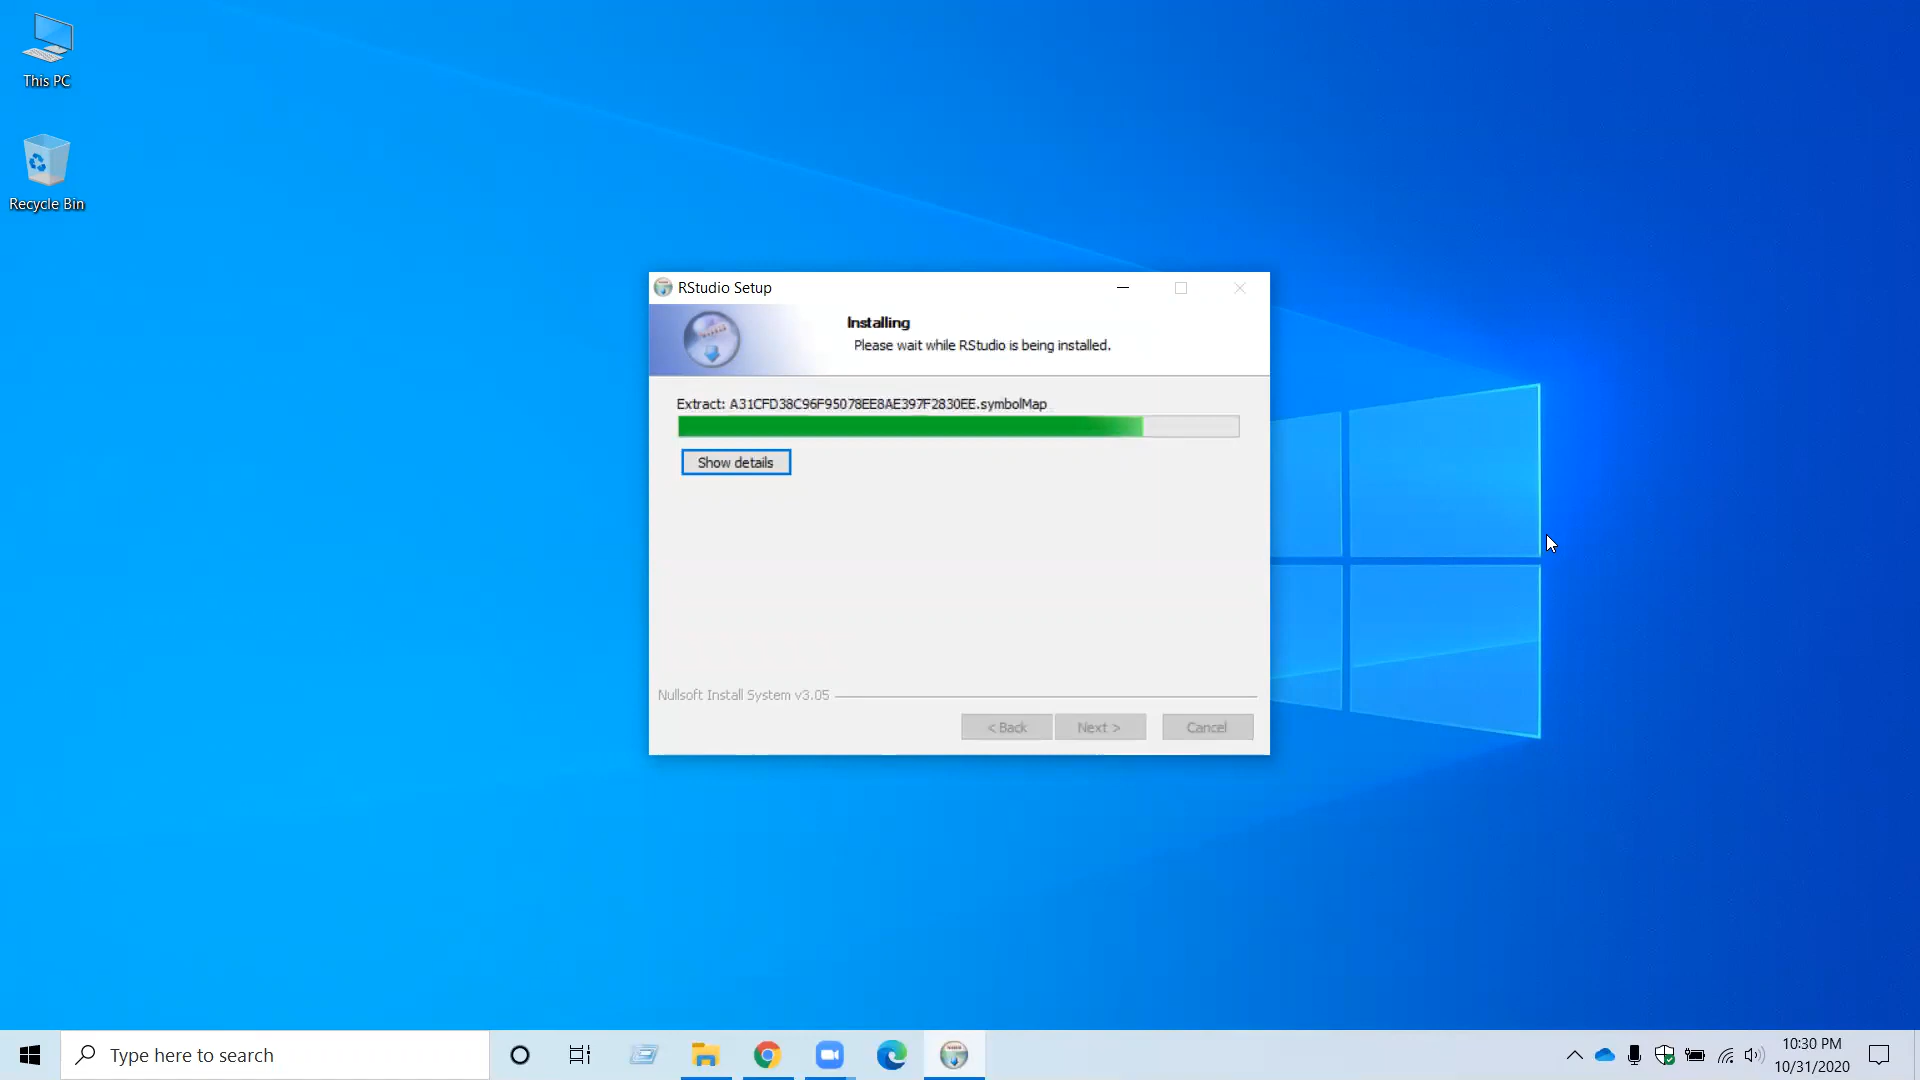 This PC
Recycle Bin
RStudio Setup
Installing
Please wait while RStudio is being installed.
Extract: A31CFD38C96F95078EE8AE397F2830EE.symbolMap
Show details
Nullsoft Install System v3.05
< Back
Next >
Cancel
Type here to search
10:30 PM
10/31/2020